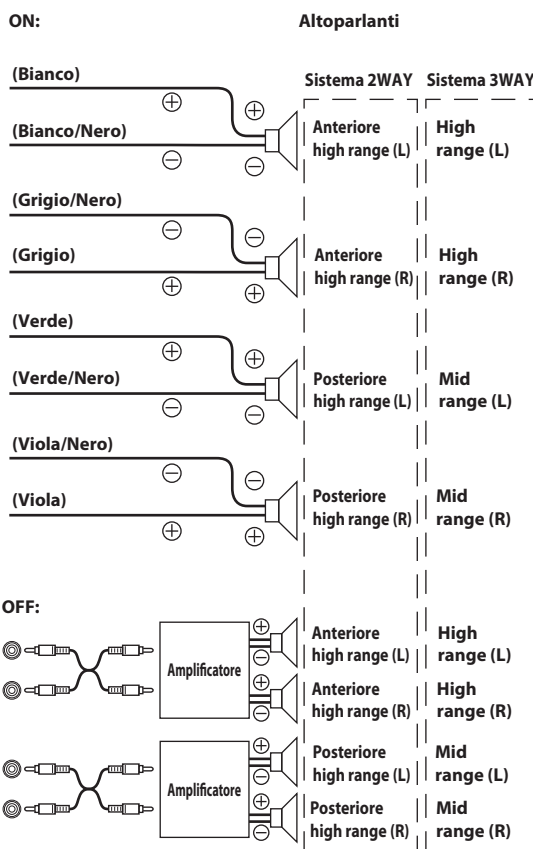 ON:
Altoparlanti
Sistema 2WAY
Sistema 3WAY
(Bianco)
(Bianco/Nero)
Anteriore
high range (L)
High
range (L)
(Grigio/Nero)
(Grigio)
Anteriore
high range (R)
High
range (R)
(Verde)
(Verde/Nero)
Posteriore
high range (L)
Mid
range (L)
(Viola/Nero)
(Viola)
Posteriore
high range (R)
Mid
range (R)
OFF:
Amplificatore
Anteriore
high range (L)
High
range (L)
Anteriore
high range (R)
High
range (R)
Amplificatore
Posteriore
high range (L)
Mid
range (L)
Posteriore
high range (R)
Mid
range (R)